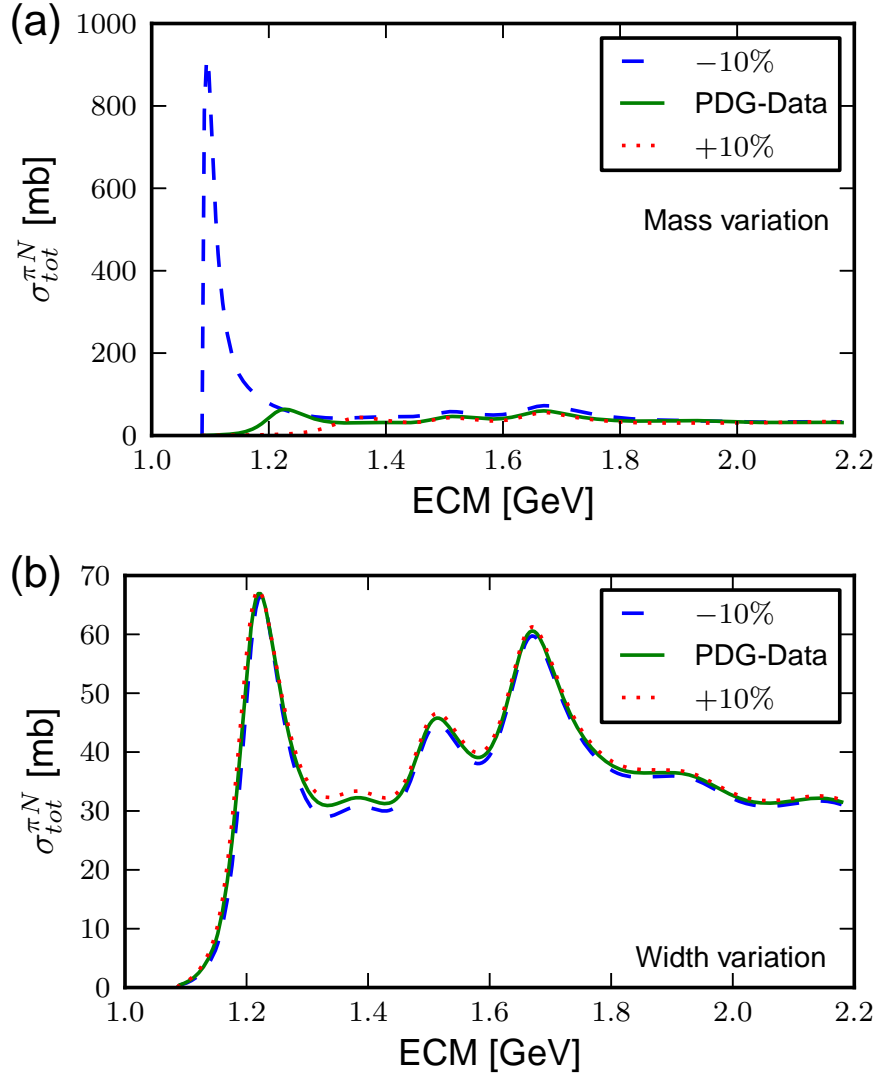 (a)
1000
800
600
400
200
0
σ_{tot}^{πN} [mb]
−10%
PDG-Data
+10%
Mass variation
1.0 1.2 1.4 1.6 1.8 2.0 2.2
ECM [GeV]
(b)
70
60
50
40
30
20
10
0
σ_{tot}^{πN} [mb]
−10%
PDG-Data
+10%
Width variation
1.0 1.2 1.4 1.6 1.8 2.0 2.2
ECM [GeV]